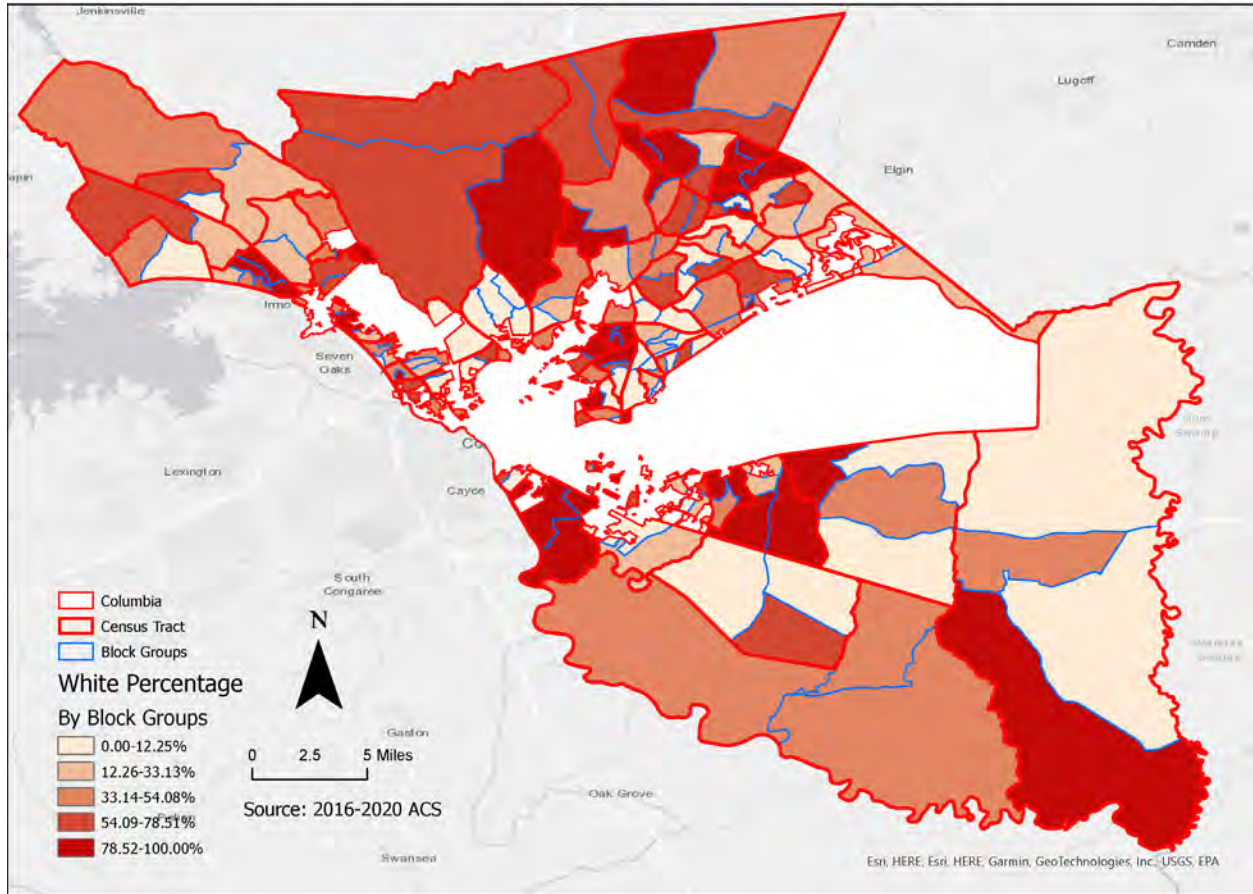 Jenkinsville
Camden
Lugoff
Elgin
apin
Irmo
Seven
Oaks
Swamp
Co
Lexington
Cayce
South
Congaree
Columbia
Census Tract
Block Groups
N
White Percentage
By Block Groups
0.00-12.25%
12.26-33.13%
33.14-54.08%
54.09-78.51%
78.52-100.00%
0 2.5 5 Miles
Source: 2016-2020 ACS
Gaston
Oak Grove
Swansea
Esri, HERE, Esri, HERE, Garmin, GeoTechnologies, Inc., USGS, EPA